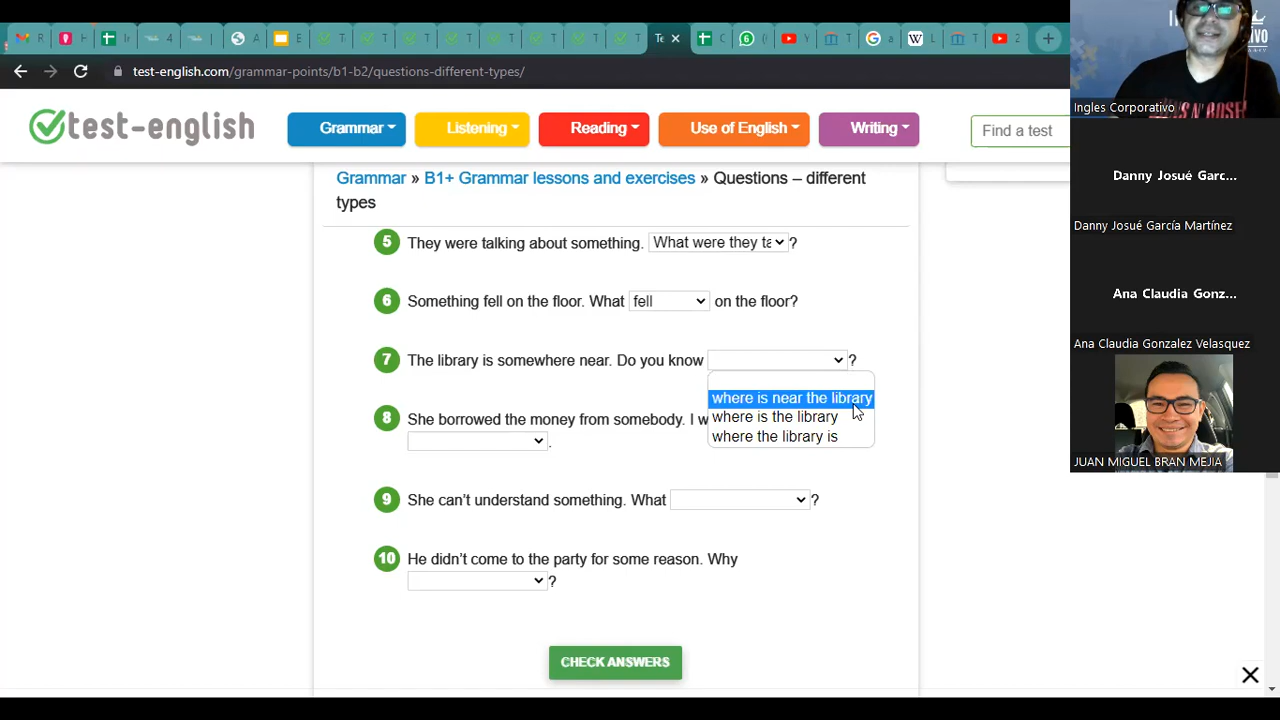 R
H
In
4
A
E
T
T
T
T
T
T
T
T
Te
C
6
(
Y
T
a
L
T
2
test-english.com/grammar-points/b1-b2/questions-different-types/
test-english
Grammar
Listening
Reading
Use of English
Writing
Find a test
Grammar » B1+ Grammar lessons and exercises » Questions – different
types
5 They were talking about something. What were they ta ?
6 Something fell on the floor. What fell on the floor?
7 The library is somewhere near. Do you know ?
where is near the library
where is the library
where the library is
8 She borrowed the money from somebody. I w
.
9 She can't understand something. What ?
10 He didn't come to the party for some reason. Why
?
CHECK ANSWERS
Ingles Corporativo
Danny Josué Garc...
Danny Josué García Martínez
Ana Claudia Gonz...
Ana Claudia Gonzalez Velasquez
JUAN MIGUEL BRAN MEJIA